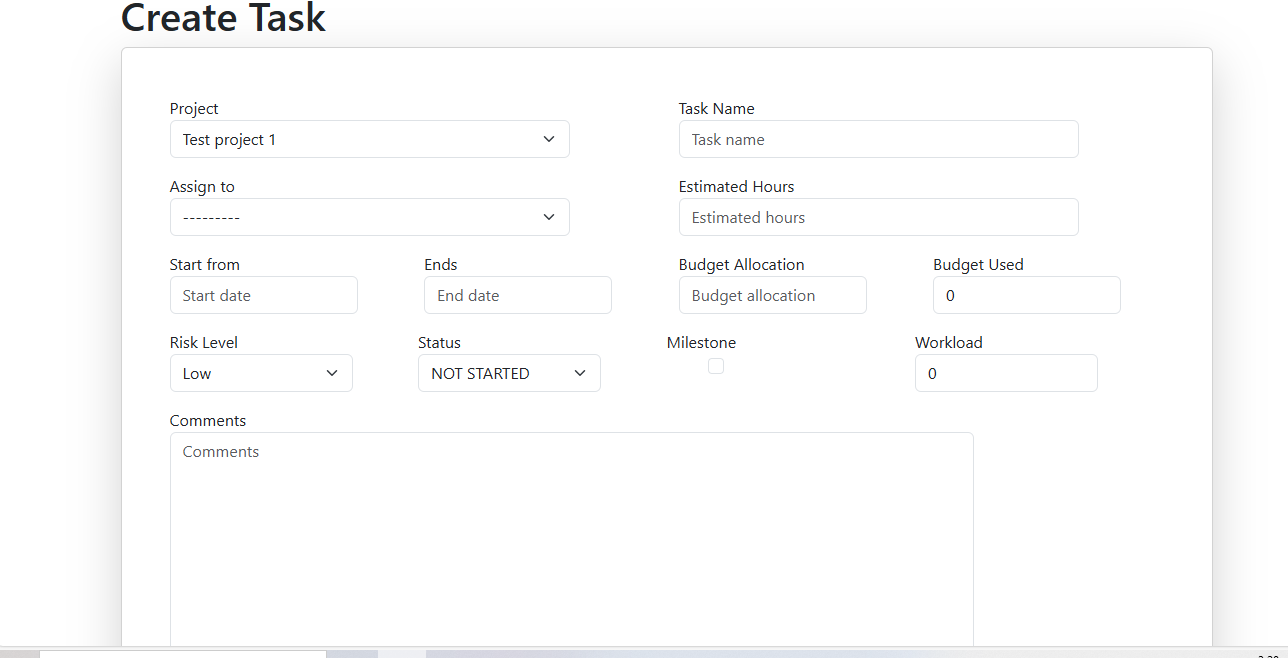 Create Task
Project Task Name
Test project 1 Task name
Assign to Estimated Hours
--------- Estimated hours
Start from Ends Budget Allocation Budget Used
Start date End date Budget allocation 0
Risk Level Status Milestone Workload
Low NOT STARTED 0
Comments
Comments